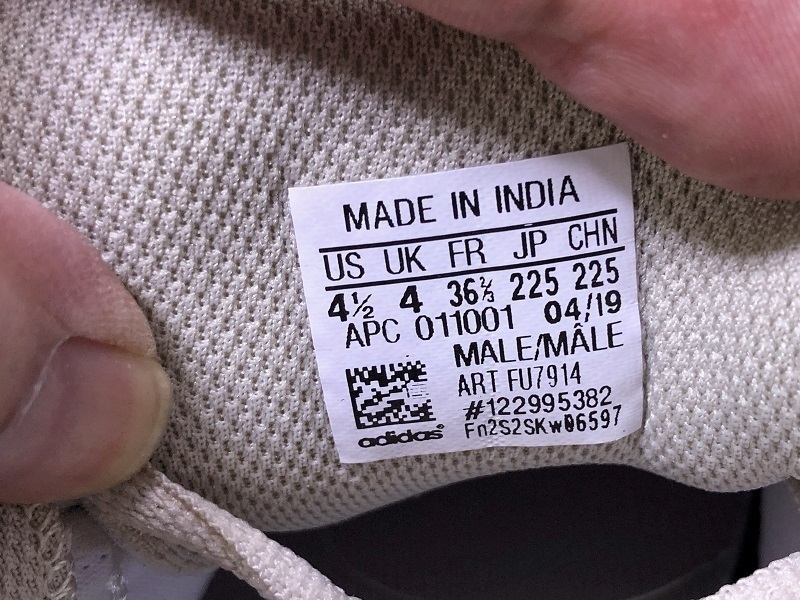 MADE IN INDIA
US UK FR JP CHN
4½ 4 36⅔ 225 225
APC 011001 04/19
MALE/MÂLE
ART FU7914
#122995382
Fn2S2SKw06597
adidas